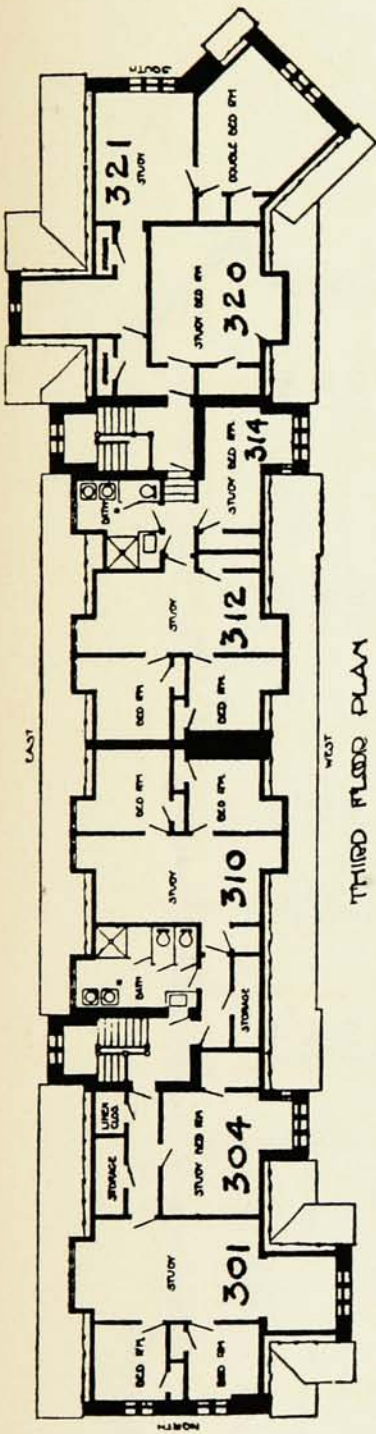 EAST
NORTH
SOUTH
WEST
BED RM.
BED RM
STUDY
301
STORAGE
LINEN CLOS.
STUDY BED RM
304
STORAGE
BATH
STUDY
310
BED RM.
BED RM.
BED RM.
BED RM.
STUDY
312
BATH
STUDY BED RM.
314
STUDY BED RM.
320
321
STUDY
DOUBLE BED RM
THIRD FLOOR PLAN